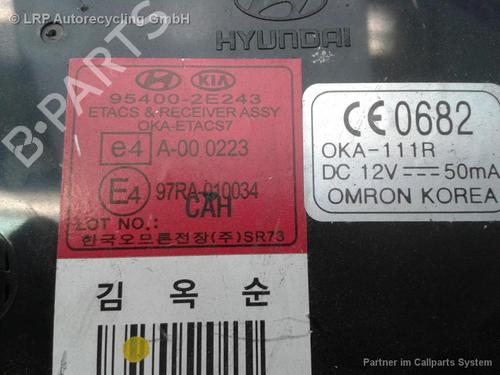 LRP Autorecycling GmbH
HYUNDAI
B-PARTS
HYUNDAI KIA
95400-2E243
ETACS & RECEIVER ASSY
OKA-ETACS7
e4 A-00 0223
E4 97RA-010034
CAH
LOT NO.:
한국오므론전장(주)SR73
김옥순
CE0682
OKA-111R
DC 12V 50mA
OMRON KOREA
Partner im Callparts System